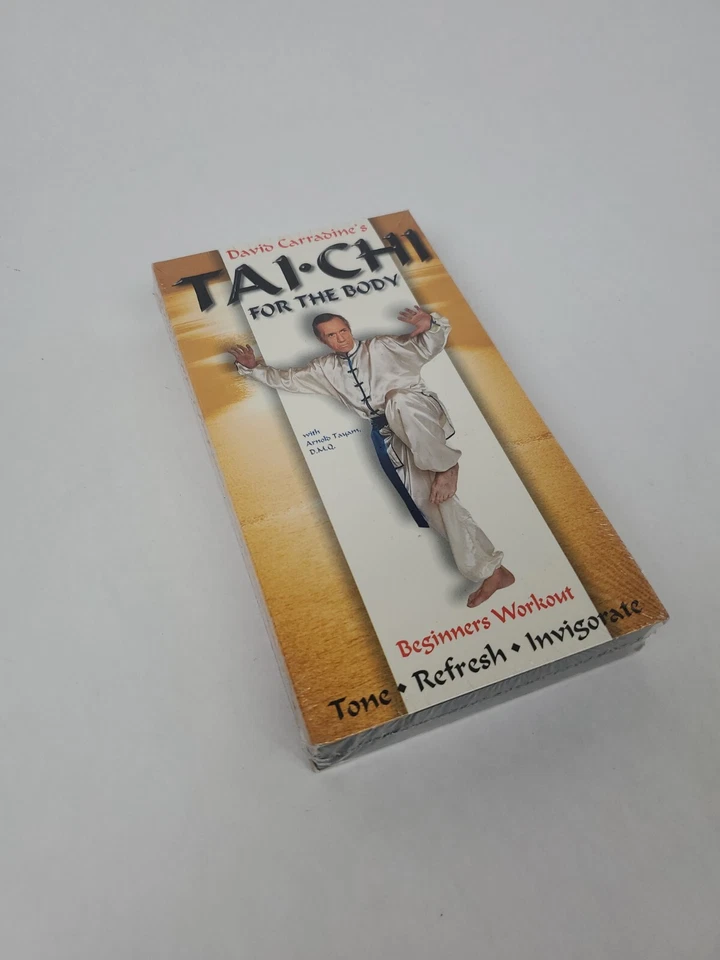 David Carradine's
TAI•CHI
FOR THE BODY
with
Arnold Tayam,
D.M.Q.
Beginners Workout
Tone ♦ Refresh ♦ Invigorate